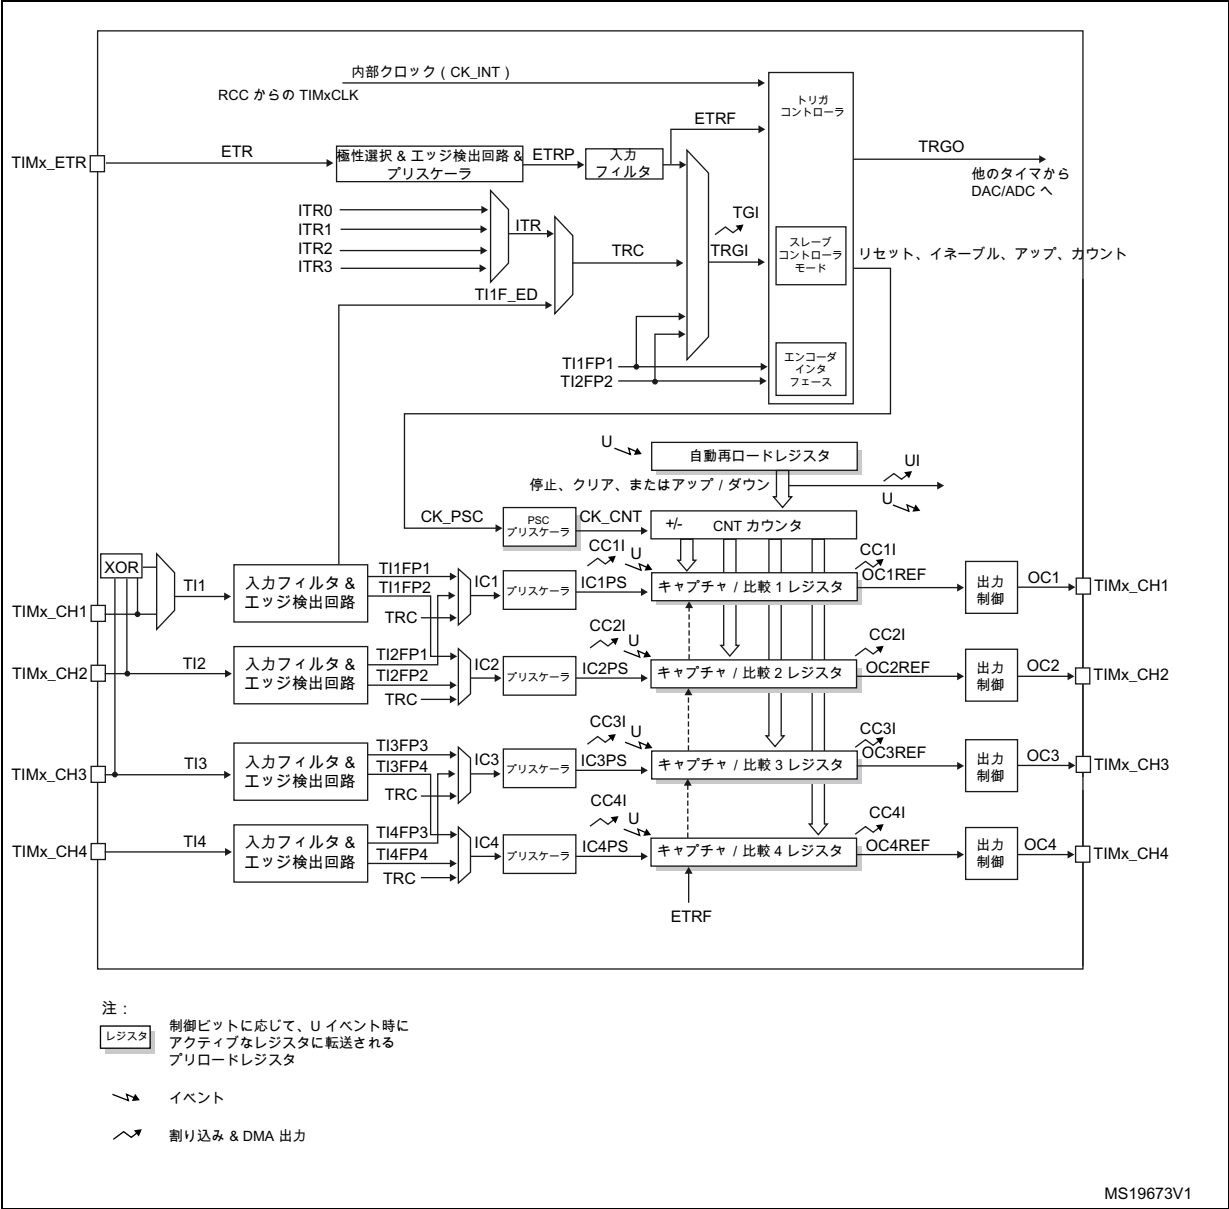 内部クロック ( CK_INT )
RCC からの TIMxCLK
トリガ
コントローラ
ETRF
TIMx_ETR
ETR
極性選択 & エッジ検出回路 &
プリスケーラ
ETRP
入力
フィルタ
TRGO
他のタイマから
DAC/ADC へ
ITR0
ITR1
ITR2
ITR3
ITR
TRC
TI1F_ED
TGI
TRGI
スレーブ
コントローラ
モード
リセット、イネーブル、アップ、カウント
TI1FP1
TI2FP2
エンコーダ
インタ
フェース
U
自動再ロードレジスタ
UI
U
停止、クリア、またはアップ / ダウン
CK_PSC
PSC
プリスケーラ
CK_CNT
+/-
CNT カウンタ
XOR
TIMx_CH1
TI1
入力フィルタ &
エッジ検出回路
TI1FP1
TI1FP2
TRC
IC1
プリスケーラ
IC1PS
CC1I
U
キャプチャ / 比較 1 レジスタ
CC1I
OC1REF
出力
制御
OC1
TIMx_CH1
TIMx_CH2
TI2
入力フィルタ &
エッジ検出回路
TI2FP1
TI2FP2
TRC
IC2
プリスケーラ
IC2PS
CC2I
U
キャプチャ / 比較 2 レジスタ
CC2I
OC2REF
出力
制御
OC2
TIMx_CH2
TIMx_CH3
TI3
入力フィルタ &
エッジ検出回路
TI3FP3
TI3FP4
TRC
IC3
プリスケーラ
IC3PS
CC3I
U
キャプチャ / 比較 3 レジスタ
CC3I
OC3REF
出力
制御
OC3
TIMx_CH3
TIMx_CH4
TI4
入力フィルタ &
エッジ検出回路
TI4FP3
TI4FP4
TRC
IC4
プリスケーラ
IC4PS
CC4I
U
キャプチャ / 比較 4 レジスタ
CC4I
OC4REF
出力
制御
OC4
TIMx_CH4
ETRF
注 :
レジスタ
制御ビットに応じて、U イベント時に
アクティブなレジスタに転送される
プリロードレジスタ
イベント
割り込み & DMA 出力
MS19673V1